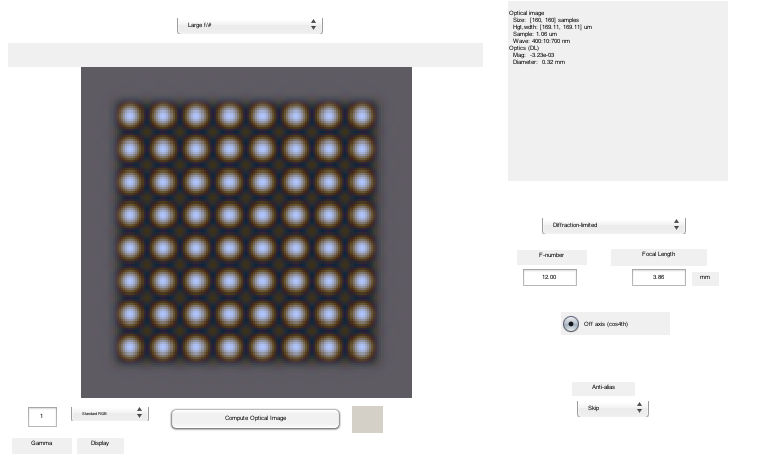 Large f/#
Optical image
Size: [160, 160] samples
Hgt,wdth: [169.11, 169.11] um
Sample: 1.06 um
Wave: 400:10:700 nm
Optics (DL)
Mag: -3.23e-03
Diameter: 0.32 mm
Diffraction-limited
F-number
Focal Length
12.00
3.86
mm
Off axis (cos4th)
Anti-alias
Skip
1
Standard RGB
Compute Optical Image
Gamma
Display